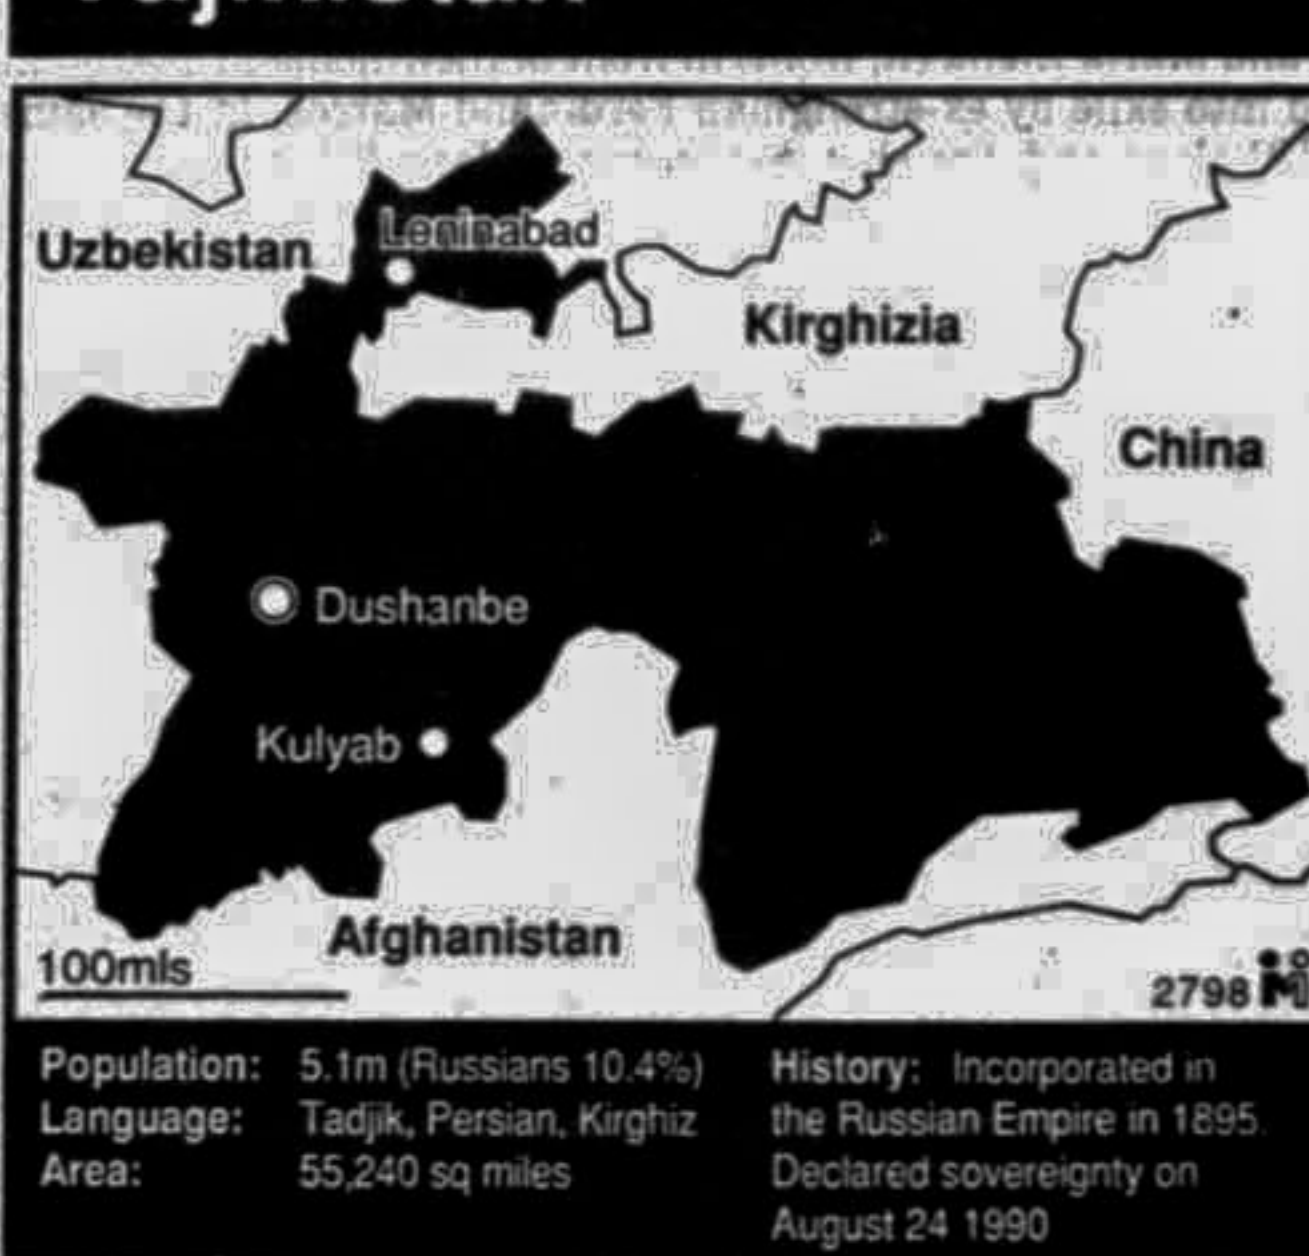 Uzbekistan
Leninabad
Kirghizia
China
Dushanbe
Kulyab
Afghanistan
100mls
2798
Population: 5.1m (Russians 10.4%)
Language: Tadjik, Persian, Kirghiz
Area: 55,240 sq miles
History: Incorporated in
the Russian Empire in 1895.
Declared sovereignty on
August 24 1990